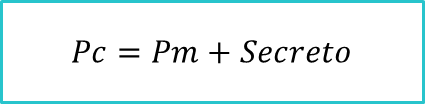 Pc = Pm + Secreto